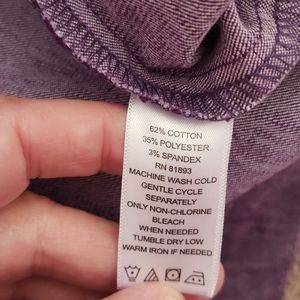 62% COTTON
35% POLYESTER
3% SPANDEX
RN 81893
MACHINE WASH COLD
GENTLE CYCLE
SEPARATELY
ONLY NON-CHLORINE
BLEACH
WHEN NEEDED
TUMBLE DRY LOW
WARM IRON IF NEEDED